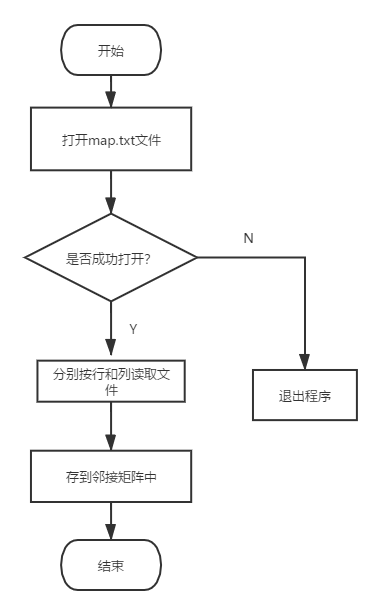 开始
打开map.txt文件
是否成功打开?
N
Y
分别按行和列读取文
件
退出程序
存到邻接矩阵中
结束